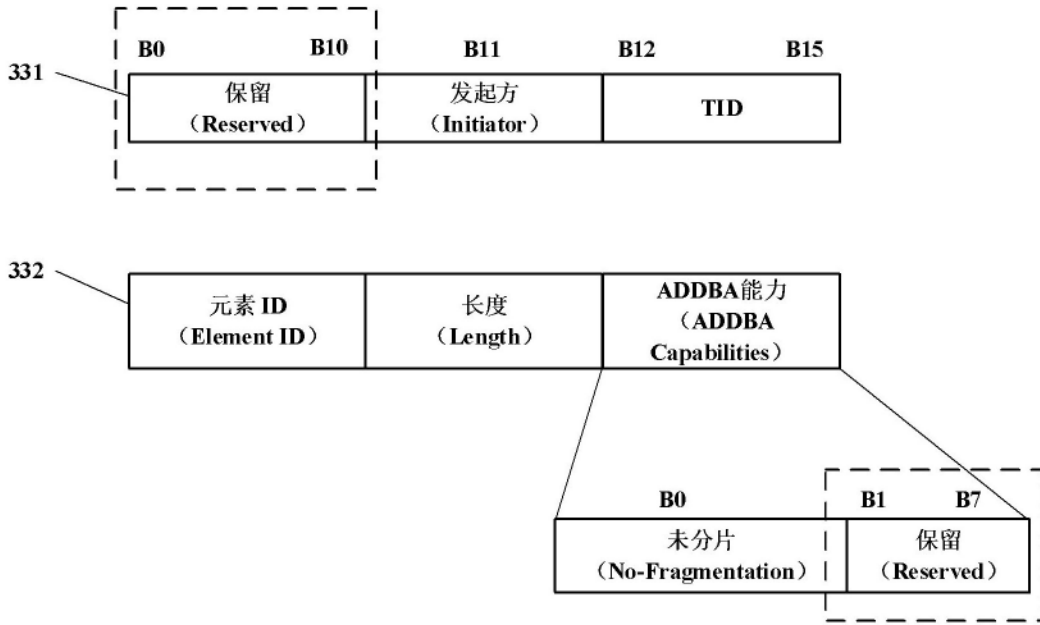 B0 B10 B11 B12 B15
331
保留
（Reserved）
发起方
（Initiator）
TID
332
元素 ID
（Element ID）
长度
（Length）
ADDBA能力
（ADDBA
Capabilities）
B0 B1 B7
未分片
（No-Fragmentation）
保留
（Reserved）